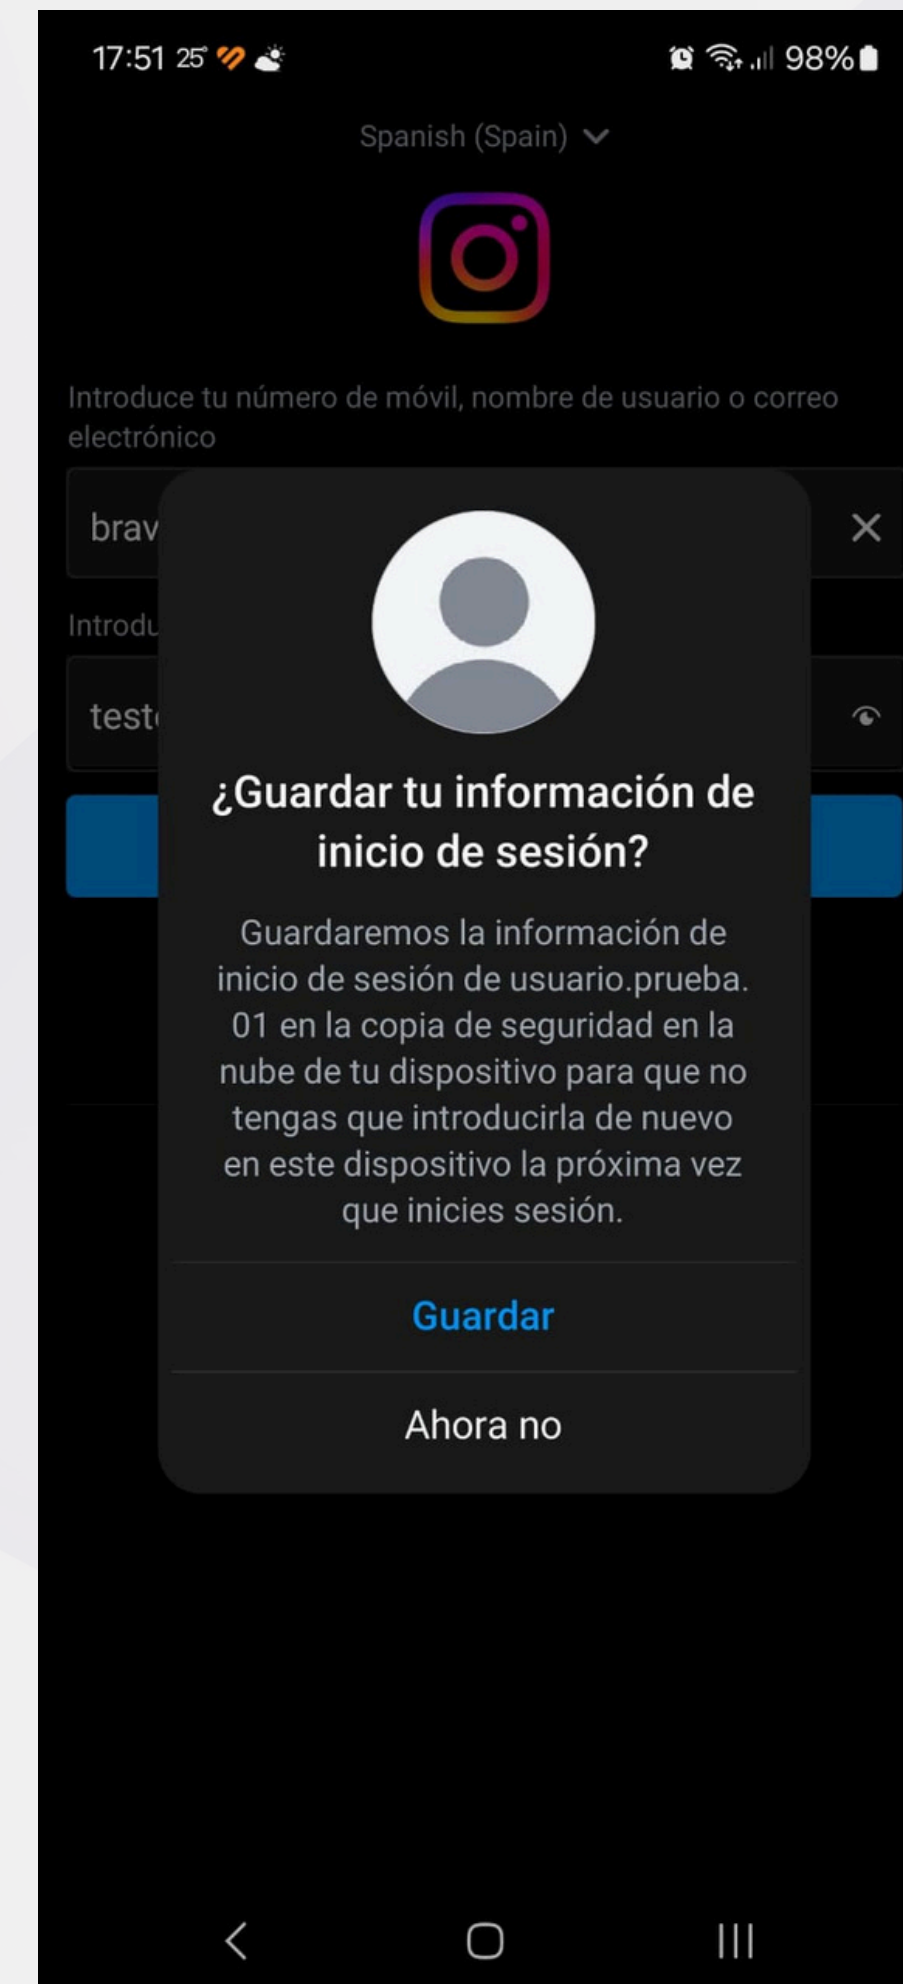 17:51 25° 98%
Spanish (Spain)
Introduce tu número de móvil, nombre de usuario o correo
electrónico
brav
Introdu
test
¿Guardar tu información de
inicio de sesión?
Guardaremos la información de
inicio de sesión de usuario.prueba.
01 en la copia de seguridad en la
nube de tu dispositivo para que no
tengas que introducirla de nuevo
en este dispositivo la próxima vez
que inicies sesión.
Guardar
Ahora no